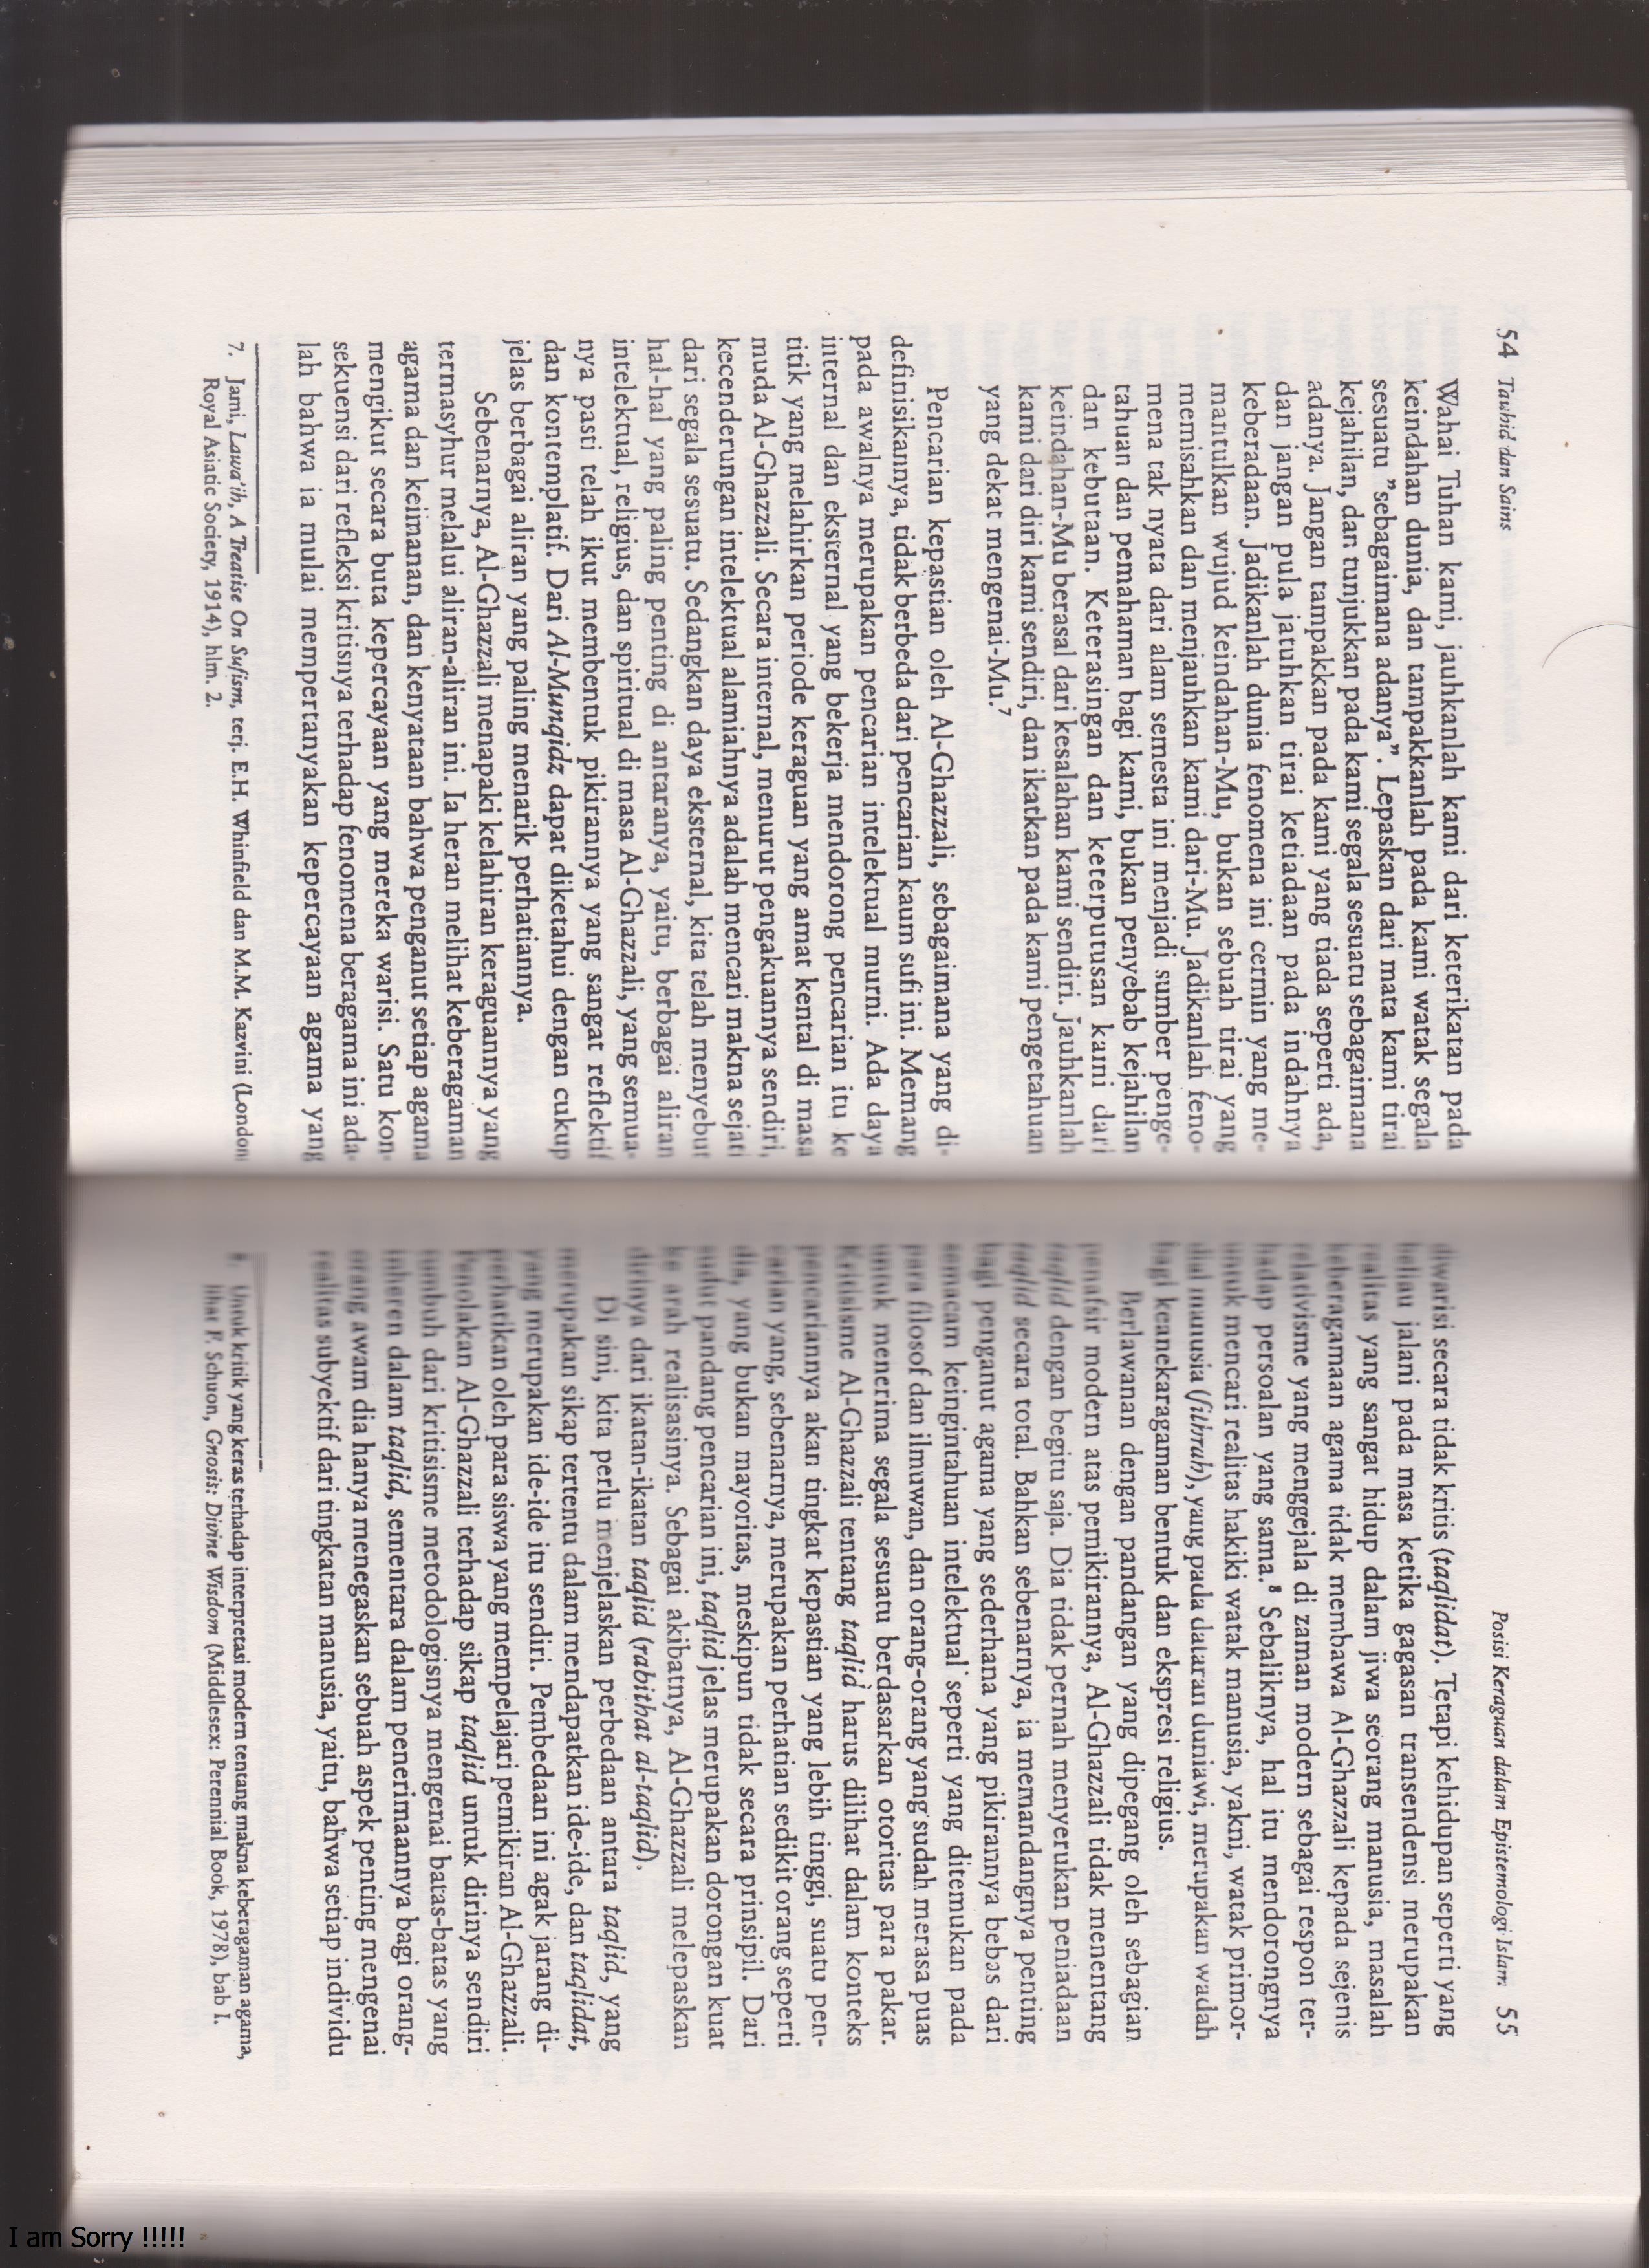 54 Tauhid dan Sains
Wahai Tuhan kami, jauhkanlah kami dari keterikatan pada
keindahan dunia, dan tampakkanlah pada kami watak segala
sesuatu "sebagaimana adanya". Lepaskan dari mata kami tirai
kejahilan, dan tunjukkan pada kami segala sesuatu sebagaimana
adanya. Jangan tampakkan pada kami yang tiada seperti ada,
dan jangan pula jatuhkan tirai ketiadaan pada indahnya
keberadaan. Jadikanlah dunia fenomena ini cermin yang me-
mantulkan wujud keindahan-Mu, bukan sebuah tirai yang
memisahkan dan menjauhkan kami dari-Mu. Jadikanlah feno-
mena tak nyata dari alam semesta ini menjadi sumber penge-
tahuan dan pemahaman bagi kami, bukan penyebab kejahilan
dan kebutaan. Keterasingan dan keterputusan kami dari
keindahan-Mu berasal dari kesalahan kami sendiri. Jauhkanlah
kami dari diri kami sendiri, dan ikatkan pada kami pengetahuan
yang dekat mengenai-Mu.7
Pencarian kepastian oleh Al-Ghazzali, sebagaimana yang di-
definisikannya, tidak berbeda dari pencarian kaum sufi ini. Memang
pada awalnya merupakan pencarian intelektual murni. Ada daya
internal dan eksternal yang bekerja mendorong pencarian itu ke
titik yang melahirkan periode keraguan yang amat kental di masa
muda Al-Ghazzali. Secara internal, menurut pengakuannya sendiri,
kecenderungan intelektual alamiahnya adalah mencari makna sejati
dari segala sesuatu. Sedangkan daya eksternal, kita telah menyebut
hal-hal yang paling penting di antaranya, yaitu, berbagai aliran
intelektual, religius, dan spiritual di masa Al-Ghazzali, yang semua-
nya pasti telah ikut membentuk pikirannya yang sangat reflektif
dan kontemplatif. Dari Al-Munqidz dapat diketahui dengan cukup
jelas berbagai aliran yang paling menarik perhatiannya.
Sebenarnya, Al-Ghazzali menapaki kelahiran keraguannya yang
termasyhur melalui aliran-aliran ini. Ia heran melihat keberagaman
agama dan keimanan, dan kenyataan bahwa penganut setiap agama
mengikut secara buta kepercayaan yang mereka warisi. Satu kon-
sekuensi dari refleksi kritisnya terhadap fenomena beragama ini ada-
lah bahwa ia mulai mempertanyakan kepercayaan agama yang
7. Jami, Lawa'ih, A Treatise On Sufism, terj. E.H. Whinfield dan M.M. Kazvini (London:
Royal Asiatic Society, 1914), hlm. 2.
Posisi Keraguan dalam Epistemologi Islam 55
diwarisi secara tidak kritis (taqlidat). Tetapi kehidupan seperti yang
beliau jalani pada masa ketika gagasan transendensi merupakan
realitas yang sangat hidup dalam jiwa seorang manusia, masalah
keberagamaan agama tidak membawa Al-Ghazzali kepada sejenis
relativisme yang menggejala di zaman modern sebagai respon ter-
hadap persoalan yang sama.8 Sebaliknya, hal itu mendorongnya
untuk mencari realitas hakiki watak manusia, yakni, watak primor-
dial manusia (fithrah), yang pada dataran duniawi, merupakan wadah
bagi keanekaragaman bentuk dan ekspresi religius.
Berlawanan dengan pandangan yang dipegang oleh sebagian
penafsir modern atas pemikirannya, Al-Ghazzali tidak menentang
taqlid dengan begitu saja. Dia tidak pernah menyerukan peniadaan
taqlid secara total. Bahkan sebenarnya, ia memandangnya penting
bagi penganut agama yang sederhana yang pikirannya bebas dari
semacam keingintahuan intelektual seperti yang ditemukan pada
para filosof dan ilmuwan, dan orang-orang yang sudah merasa puas
untuk menerima segala sesuatu berdasarkan otoritas para pakar.
Kritisisme Al-Ghazzali tentang taqlid harus dilihat dalam konteks
pencariannya akan tingkat kepastian yang lebih tinggi, suatu pen-
carian yang, sebenarnya, merupakan perhatian sedikit orang seperti
dia, yang bukan mayoritas, meskipun tidak secara prinsipil. Dari
sudut pandang pencarian ini, taqlid jelas merupakan dorongan kuat
ke arah realisasinya. Sebagai akibatnya, Al-Ghazzali melepaskan
dirinya dari ikatan-ikatan taqlid (rabithat al-taqlid).
Di sini, kita perlu menjelaskan perbedaan antara taqlid, yang
merupakan sikap tertentu dalam mendapatkan ide-ide, dan taqlidat,
yang merupakan ide-ide itu sendiri. Pembedaan ini agak jarang di-
perhatikan oleh para siswa yang mempelajari pemikiran Al-Ghazzali.
Penolakan Al-Ghazzali terhadap sikap taqlid untuk dirinya sendiri
tumbuh dari kritisisme metodologisnya mengenai batas-batas yang
inheren dalam taqlid, sementara dalam penerimaannya bagi orang-
orang awam dia hanya menegaskan sebuah aspek penting mengenai
realitas subyektif dari tingkatan manusia, yaitu, bahwa setiap individu
8. Untuk kritik yang keras terhadap interpretasi modern tentang makna keberagaman agama,
lihat F. Schuon, Gnosis: Divine Wisdom (Middlesex: Perennial Book, 1978), bab I.
I am Sorry !!!!!